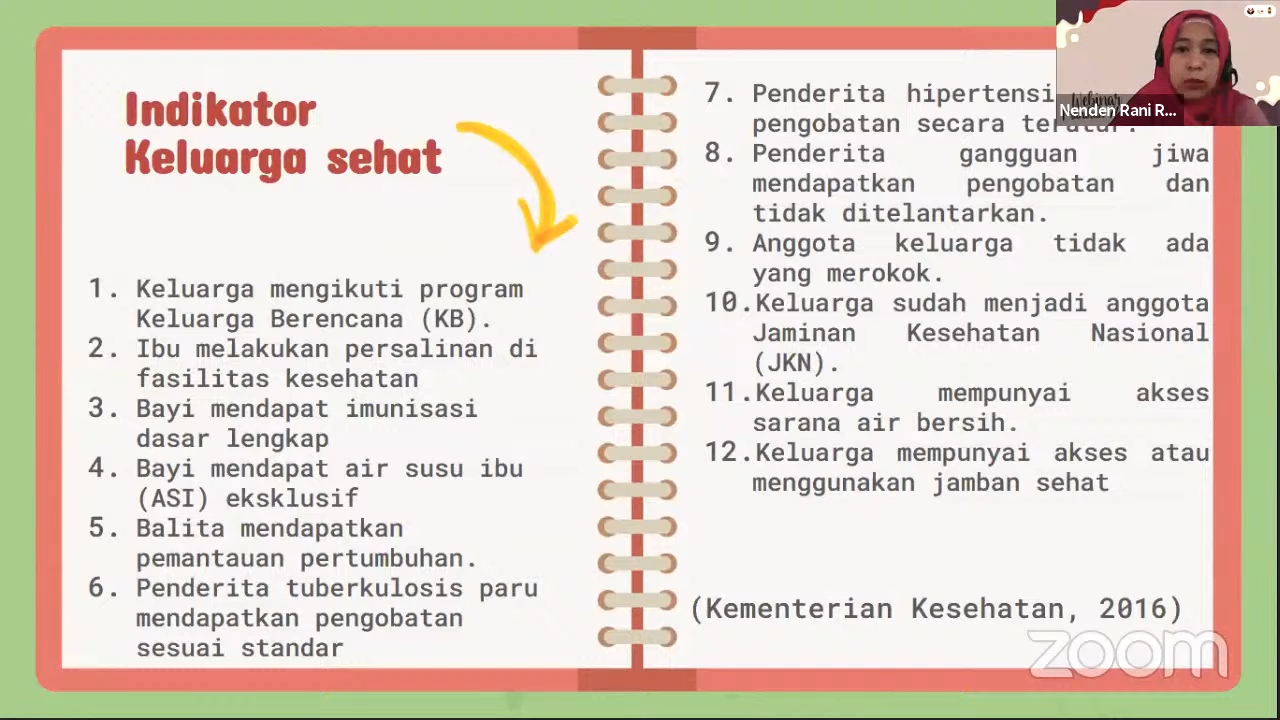 Indikator
Keluarga sehat
1. Keluarga mengikuti program
Keluarga Berencana (KB).
2. Ibu melakukan persalinan di
fasilitas kesehatan
3. Bayi mendapat imunisasi
dasar lengkap
4. Bayi mendapat air susu ibu
(ASI) eksklusif
5. Balita mendapatkan
pemantauan pertumbuhan.
6. Penderita tuberkulosis paru
mendapatkan pengobatan
sesuai standar
7. Penderita hipertensi
pengobatan secara teratur.
8. Penderita gangguan jiwa
mendapatkan pengobatan dan
tidak ditelantarkan.
9. Anggota keluarga tidak ada
yang merokok.
10.Keluarga sudah menjadi anggota
Jaminan Kesehatan Nasional
(JKN).
11.Keluarga mempunyai akses
sarana air bersih.
12.Keluarga mempunyai akses atau
menggunakan jamban sehat
(Kementerian Kesehatan, 2016)
Webinar
Nenden Rani R...
zoom